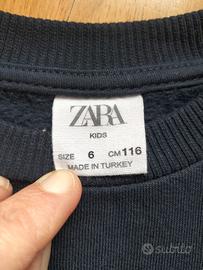 ZARA
KIDS
SIZE 6 CM 116
MADE IN TURKEY
subito